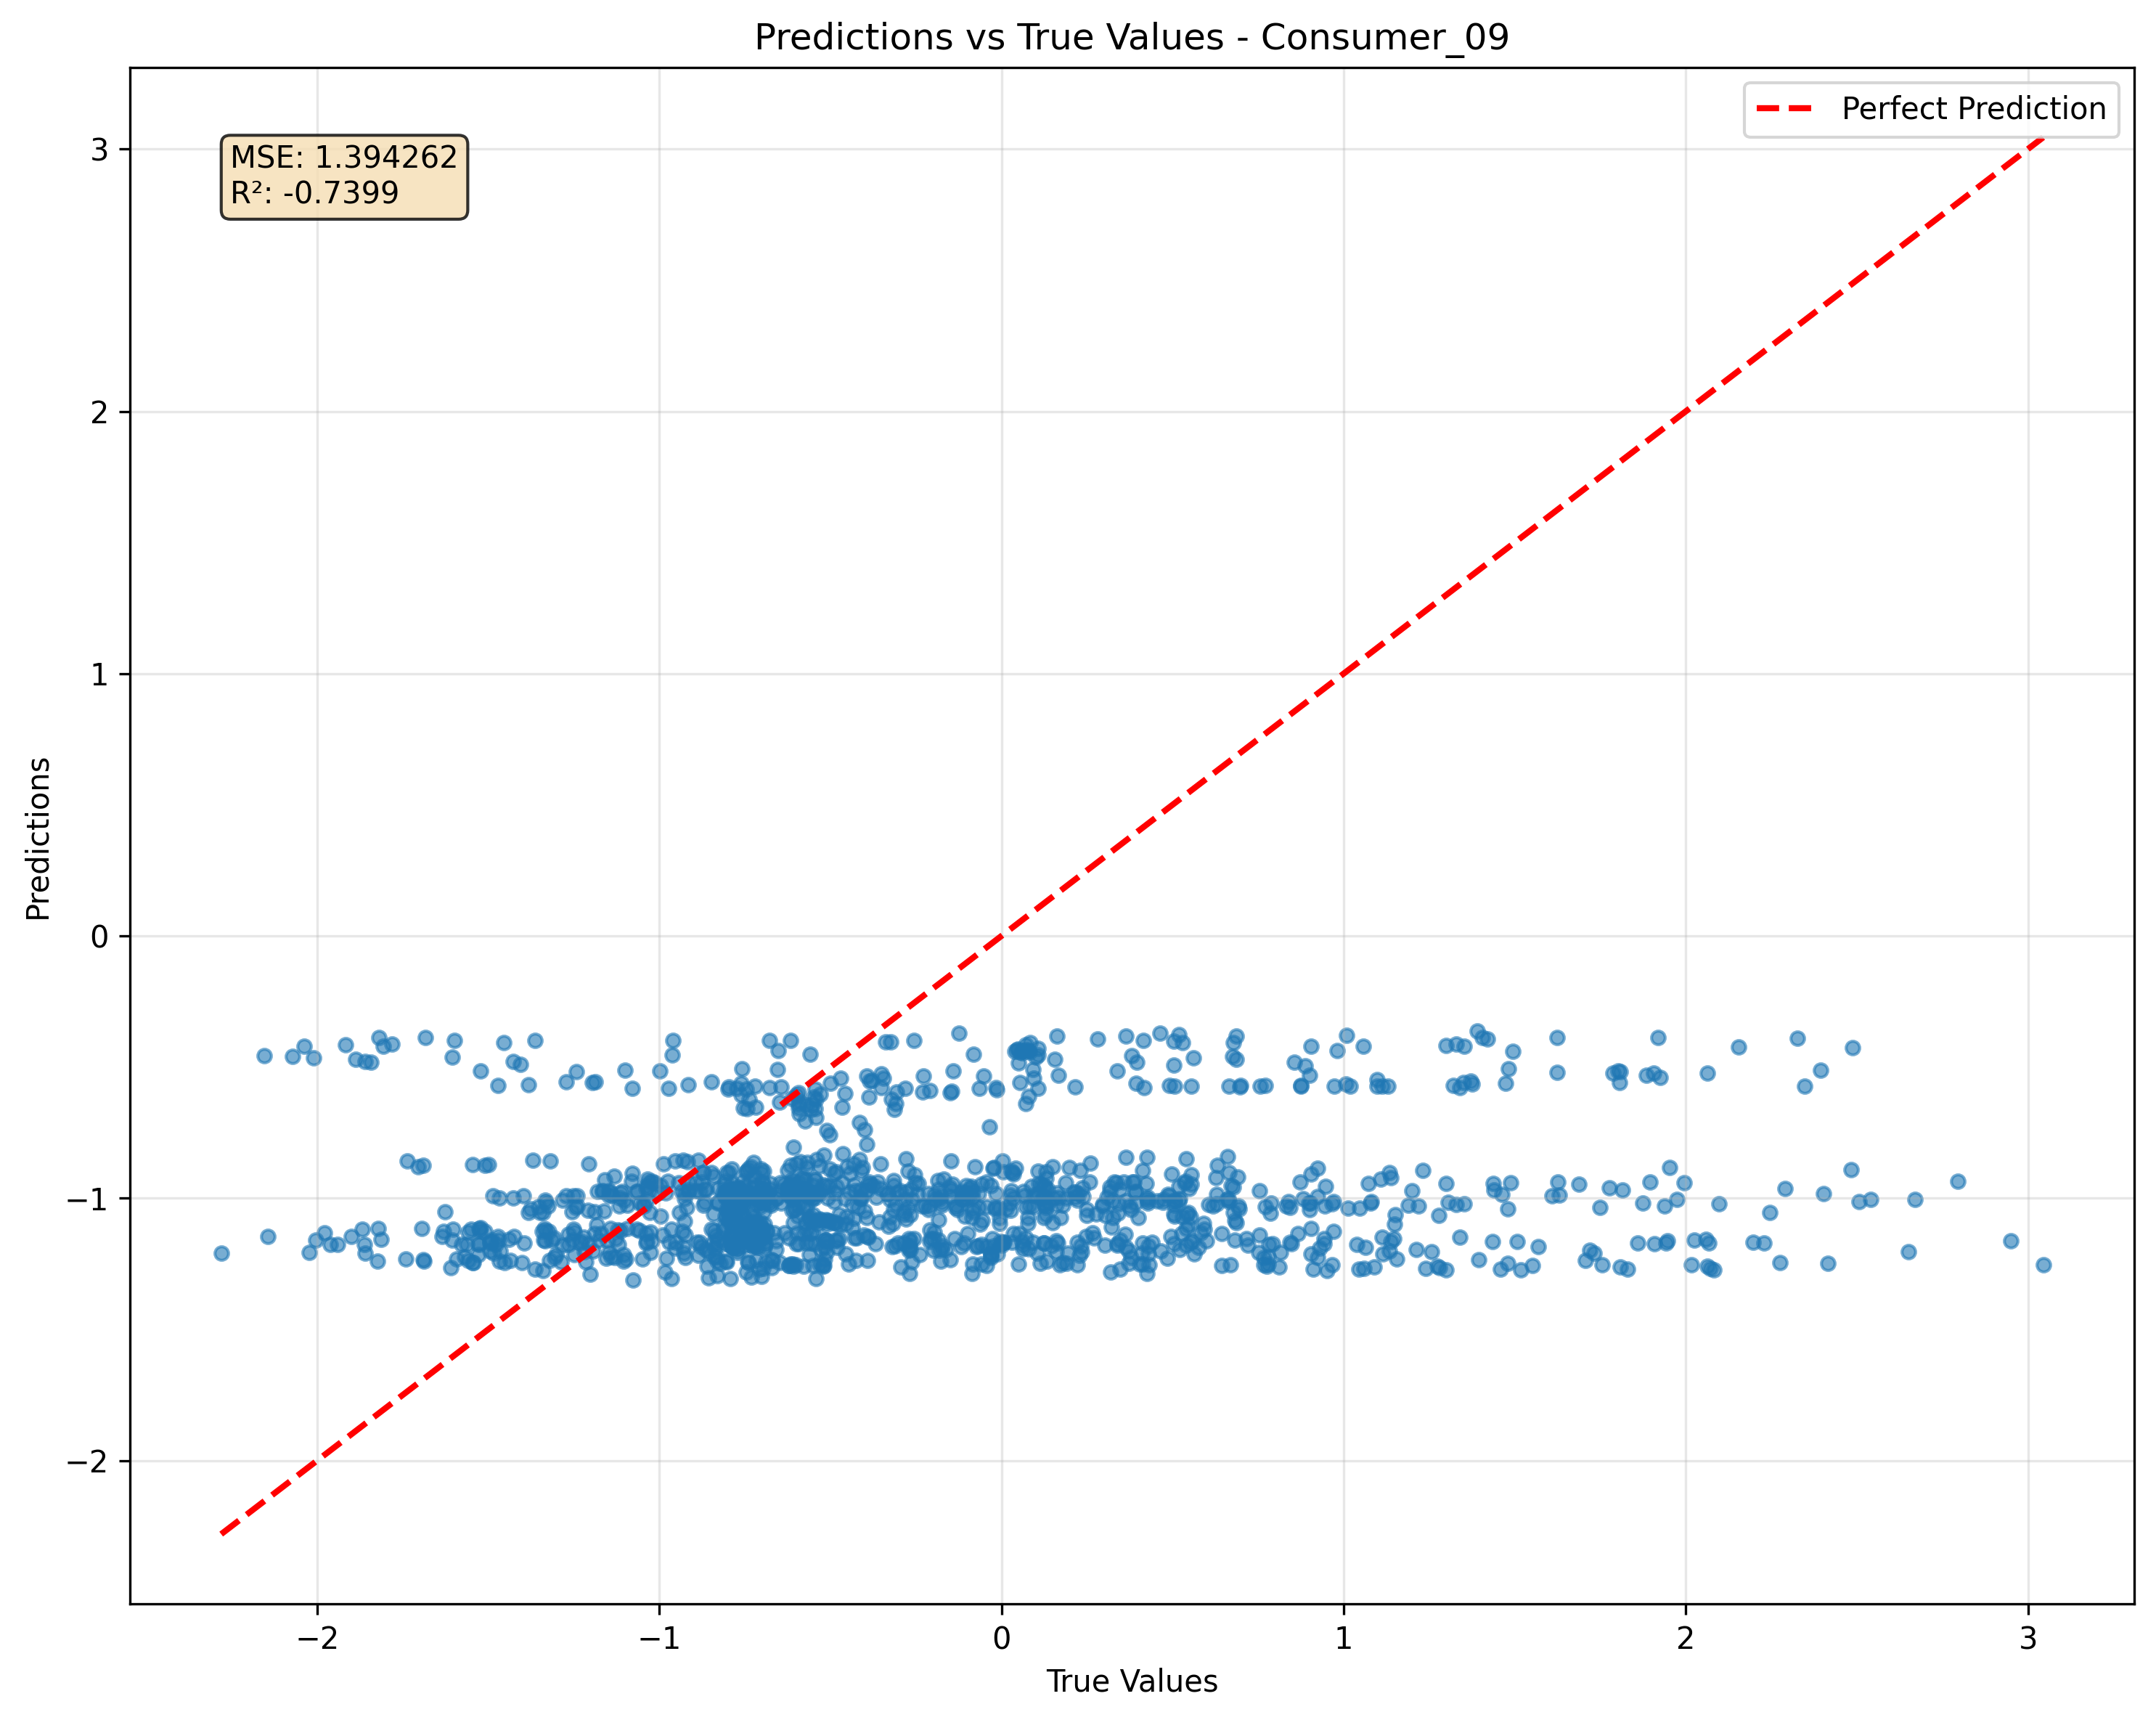 Predictions vs True Values - Consumer_09
Perfect Prediction
MSE: 1.394262
R²: -0.7399
3
2
1
0
−1
−2
Predictions
−2
−1
0
1
2
3
True Values